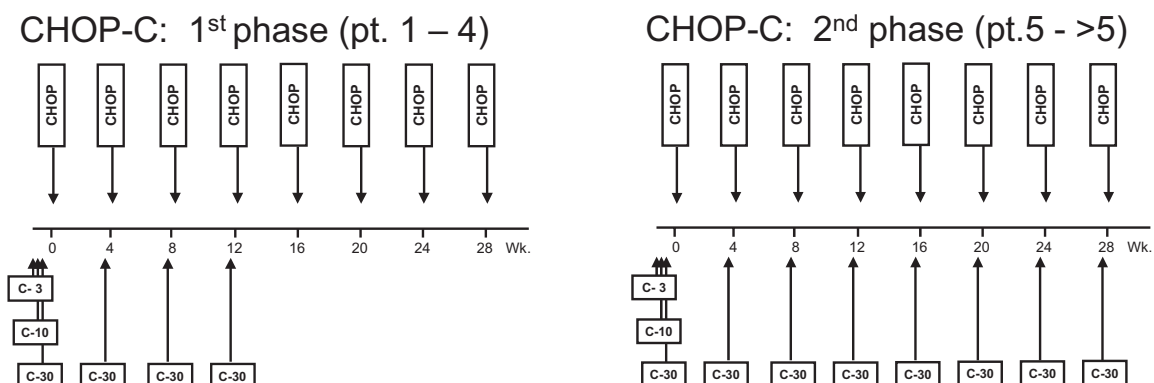 CHOP-C: 1st phase (pt. 1 – 4)
CHOP CHOP CHOP CHOP CHOP CHOP CHOP CHOP
0 4 8 12 16 20 24 28 Wk.
C- 3
C-10
C-30 C-30 C-30 C-30
CHOP-C: 2nd phase (pt.5 - >5)
CHOP CHOP CHOP CHOP CHOP CHOP CHOP CHOP
0 4 8 12 16 20 24 28 Wk.
C- 3
C-10
C-30 C-30 C-30 C-30 C-30 C-30 C-30 C-30